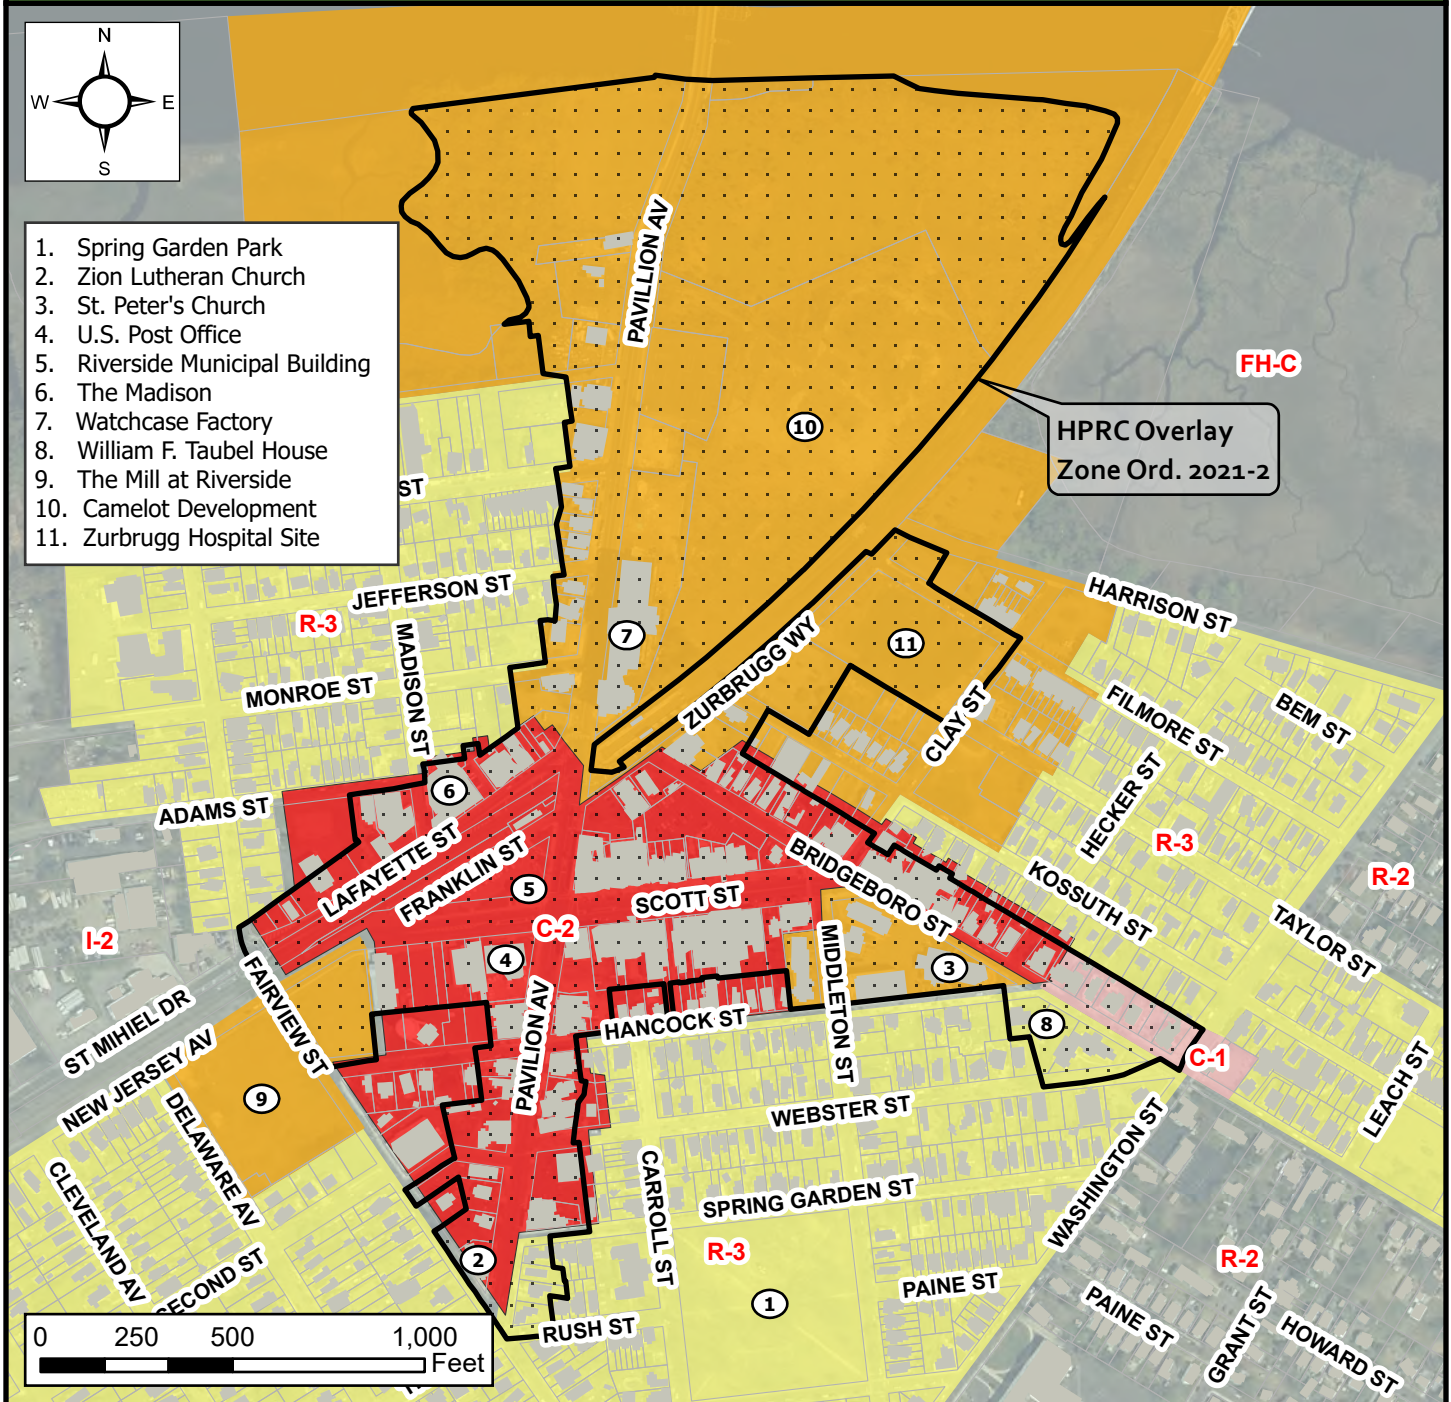 N
W
E
S
1. Spring Garden Park
2. Zion Lutheran Church
3. St. Peter's Church
4. U.S. Post Office
5. Riverside Municipal Building
6. The Madison
7. Watchcase Factory
8. William F. Taubel House
9. The Mill at Riverside
10. Camelot Development
11. Zurbrugg Hospital Site
PAVILLION AV
FH-C
HPRC Overlay
Zone Ord. 2021-2
10
ST
JEFFERSON ST
R-3
MADISON ST
MONROE ST
7
ZURBRUGG WY
11
CLAY ST
HARRISON ST
FILMORE ST
BEM ST
HECKER ST
R-3
R-2
ADAMS ST
6
LAFAYETTE ST
FRANKLIN ST
5
SCOTT ST
BRIDGEBORO ST
KOSSUTH ST
TAYLOR ST
I-2
C-2
4
MIDDLETON ST
3
FAIRVIEW ST
ST MIHIEL DR
NEW JERSEY AV
PAVILION AV
HANCOCK ST
8
C-1
LEACH ST
9
DELAWARE AV
CLEVELAND AV
SECOND ST
WEBSTER ST
CARROLL ST
SPRING GARDEN ST
WASHINGTON ST
R-3
R-2
2
1
PAINE ST
PAINE ST
GRANT ST
HOWARD ST
RUSH ST
0 250 500 1,000
Feet